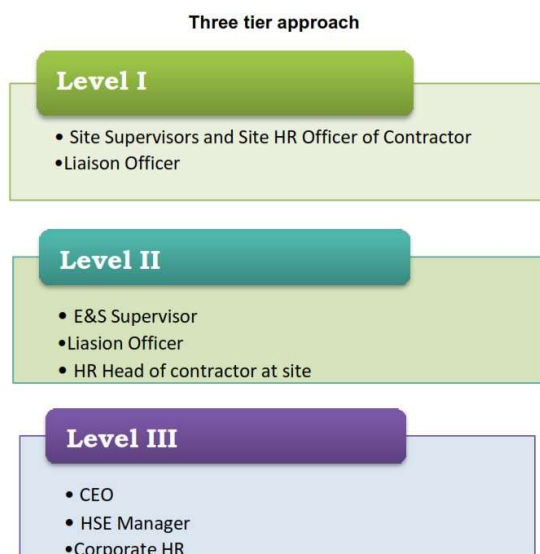 Three tier approach
Level I
• Site Supervisors and Site HR Officer of Contractor
•Liaison Officer
Level II
• E&S Supervisor
•Liasion Officer
• HR Head of contractor at site
Level III
• CEO
• HSE Manager
•Corporate HR